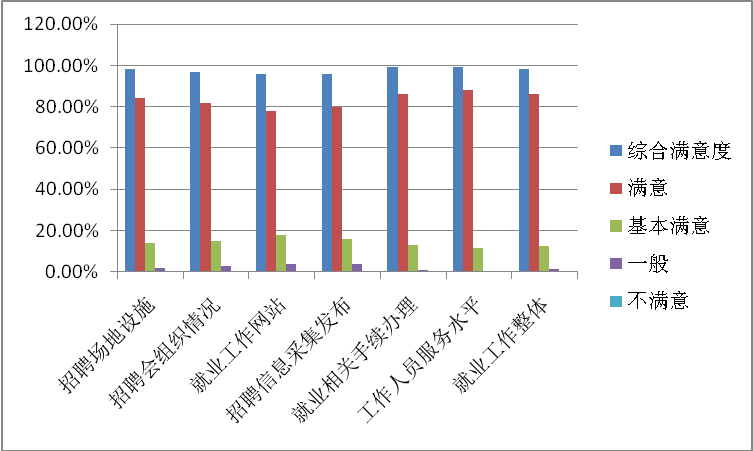 120.00%
100.00%
80.00%
60.00%
40.00%
20.00%
0.00%
综合满意度
满意
基本满意
一般
不满意
招聘场地设施
招聘会组织情况
就业工作网站
招聘信息采集发布
就业相关手续办理
工作人员服务水平
就业工作整体